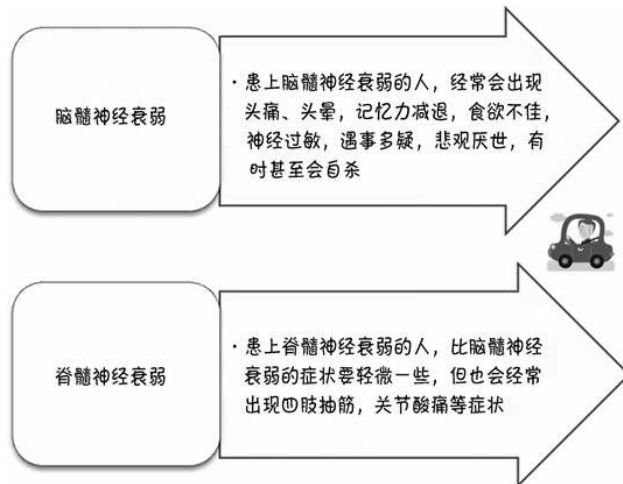 脑髓神经衰弱
·患上脑髓神经衰弱的人，经常会出现
头痛、头晕，记忆力减退，食欲不佳，
神经过敏，遇事多疑，悲观厌世，有
时甚至会自杀
脊髓神经衰弱
·患上脊髓神经衰弱的人，比脑髓神经
衰弱的症状要轻微一些，但也会经常
出现四肢抽筋，关节酸痛等症状